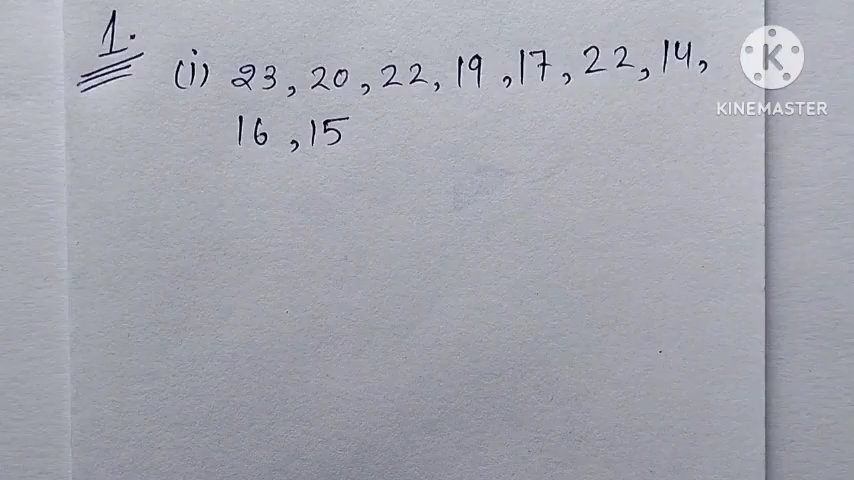 1.
(i) 23, 20, 22, 19, 17, 22, 14,
16, 15
K
KINEMASTER